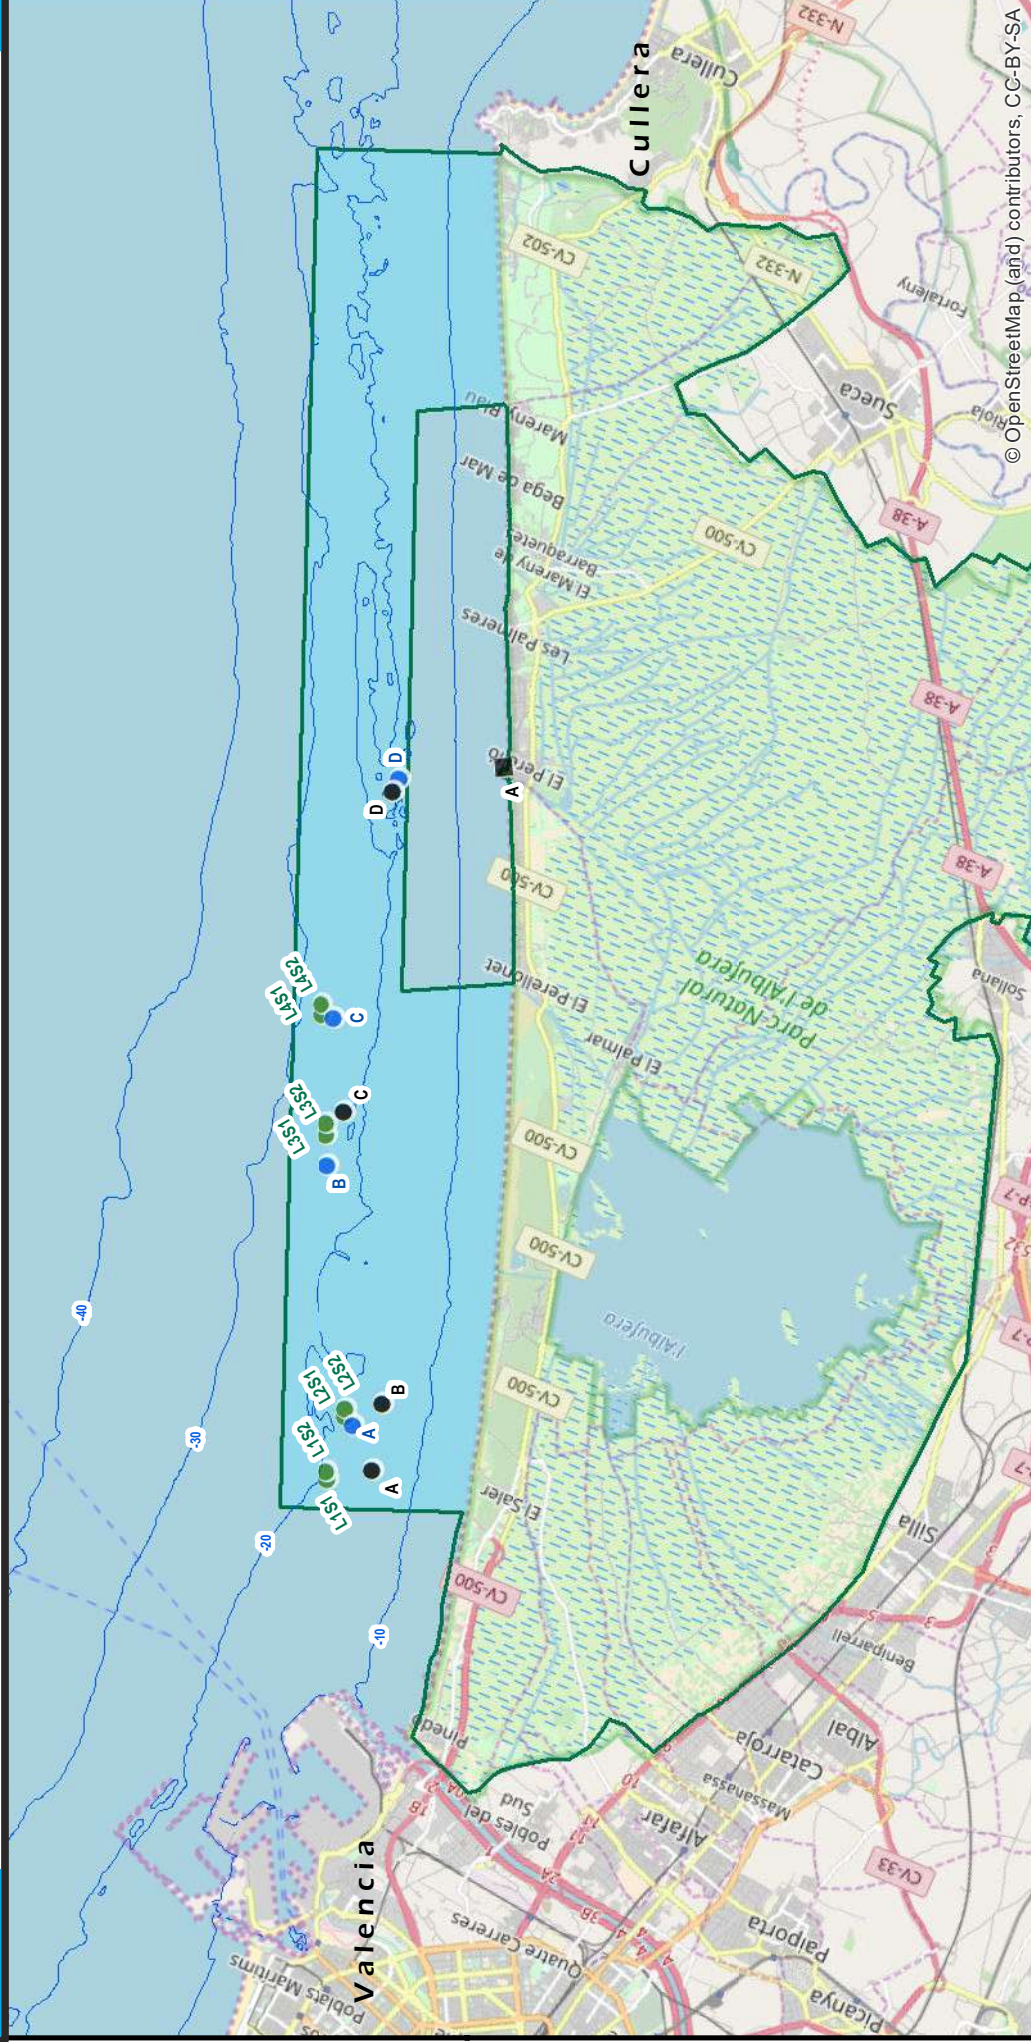 © OpenStreetMap (and) contributors, CC-BY-SA
N-332
Cullera
Cullera
CV-502
N-332
Fortaleny
Sueca
Riola
Mareny Blau
Bega de Mar
El Mareny de
Barraquetes
CV-500
A-38
Les Palmeres
A-38
El Perelló
A
D
D
CV-500
A-38
L4S2
L4S1
C
El Perellonet
El Palmar
Parc Natural
de l'Albufera
Sollana
L3S2
L3S1
C
B
CV-500
CV-500
l'Albufera
-40
L2S2
L2S1
B
A
CV-500
-30
L1S2
L1S1
A
-20
El Saler
CV-500
Silla
-10
Beniparrell
Pinedo
Albal
Catarroja
Massanassa
Alfafar
Pobles del
Sud
CV-33
Valencia
Quatre Carreres
Paiporta
Picanya
Poblats Marítims